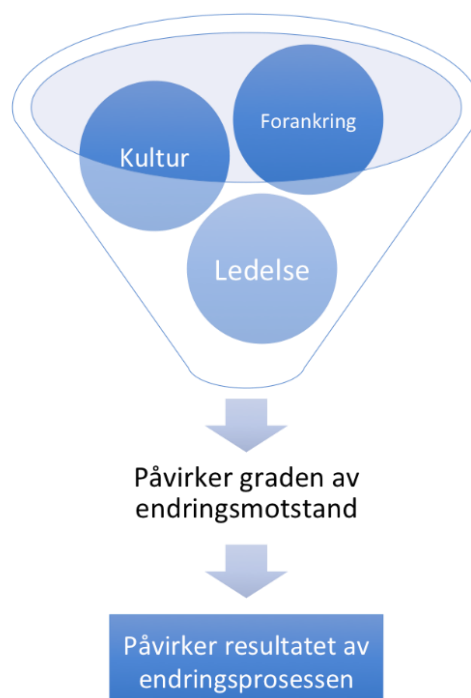 Forankring
Kultur
Ledelse
Påvirker graden av
endringsmotstand
Påvirker resultatet av
endringsprosessen